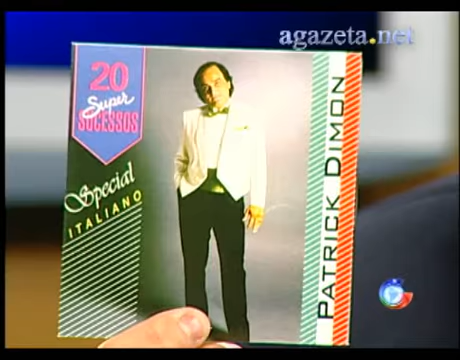 agazeta.net
20
Super
SUCESSOS
Special
ITALIANO
PATRICK DIMON